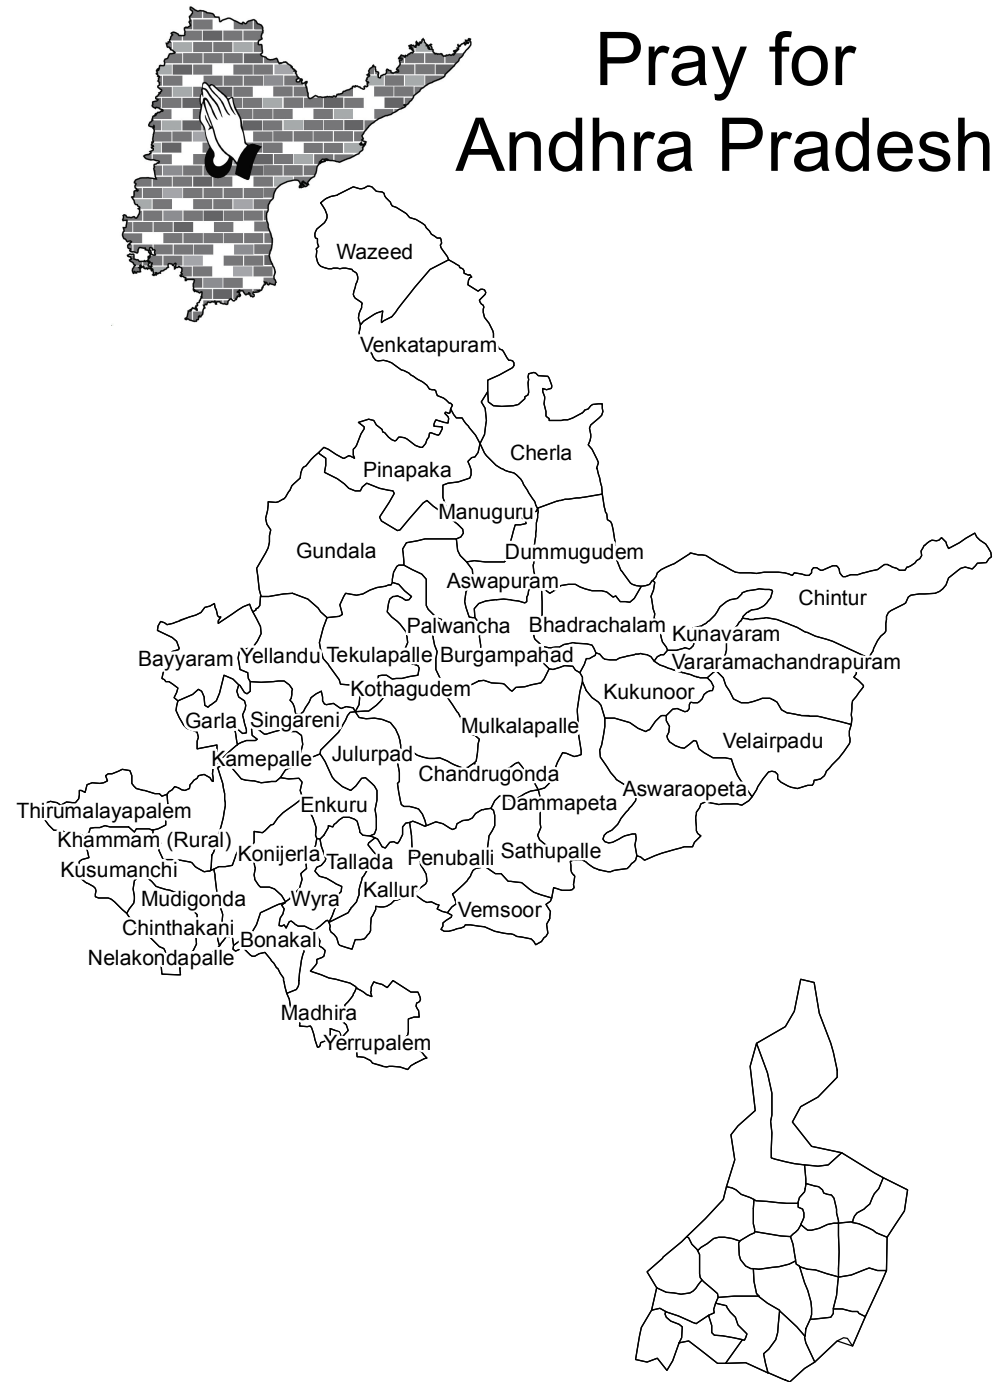 Pray for
Andhra Pradesh
Wazeed
Venkatapuram
Cherla
Pinapaka
Manuguru
Gundala
Dummugudem
Aswapuram
Chintur
Palwancha
Bhadrachalam
Kunavaram
Bayyaram
Yellandu
Tekulapalle
Burgampahad
Vararamachandrapuram
Kothagudem
Kukunoor
Garla
Singareni
Mulkalapalle
Velairpadu
Kamepalle
Julurpad
Chandrugonda
Aswaraopeta
Thirumalayapalem
Enkuru
Dammapeta
Khammam (Rural)
Konijerla
Tallada
Penuballi
Sathupalle
Kusumanchi
Kallur
Mudigonda
Wyra
Vemsoor
Chinthakani
Bonakal
Nelakondapalle
Madhira
Yerrupalem